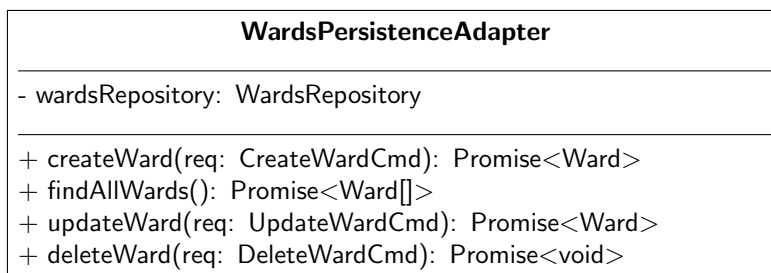 WardsPersistenceAdapter
- wardsRepository: WardsRepository
+ createWard(req: CreateWardCmd): Promise<Ward>
+ findAllWards(): Promise<Ward[]>
+ updateWard(req: UpdateWardCmd): Promise<Ward>
+ deleteWard(req: DeleteWardCmd): Promise<void>